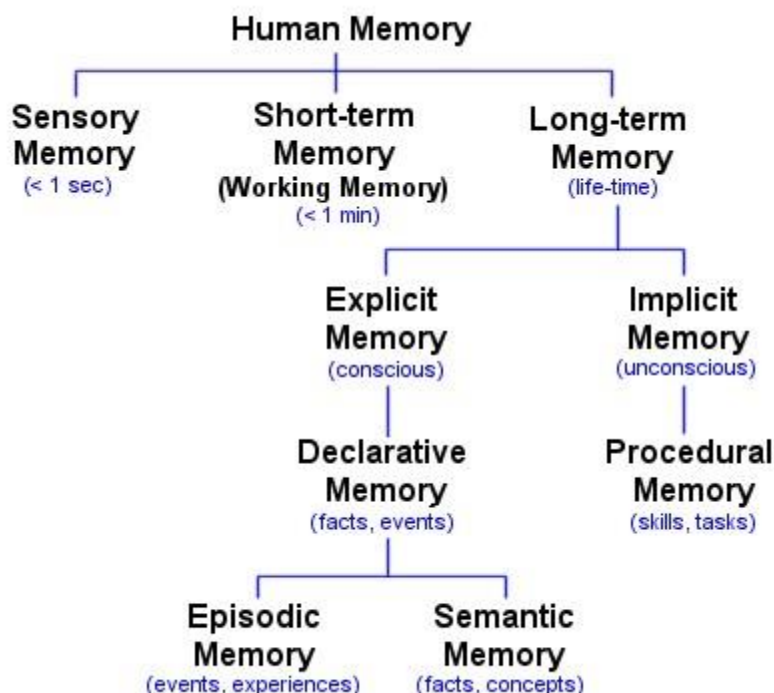 Human Memory
Sensory
Memory
(< 1 sec)
Short-term
Memory
(Working Memory)
(< 1 min)
Long-term
Memory
(life-time)
Explicit
Memory
(conscious)
Implicit
Memory
(unconscious)
Declarative
Memory
(facts, events)
Procedural
Memory
(skills, tasks)
Episodic
Memory
(events, experiences)
Semantic
Memory
(facts, concepts)